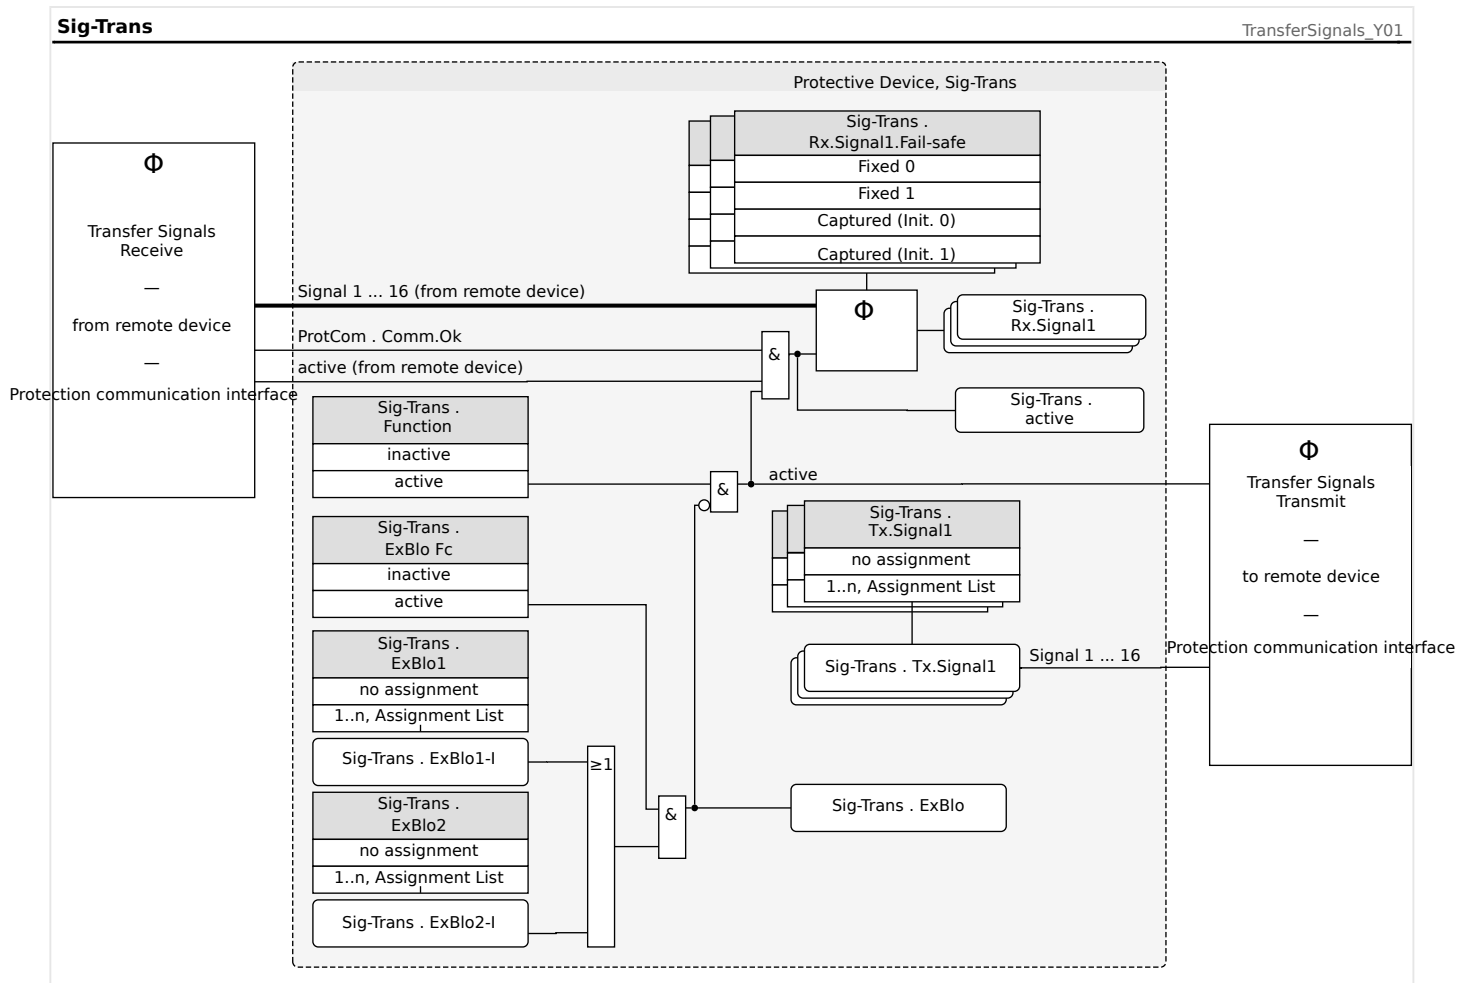 Sig-Trans
TransferSignals_Y01
Protective Device, Sig-Trans
Φ
Transfer Signals
Receive
—
from remote device
—
Protection communication interface
Sig-Trans .
Rx.Signal1.Fail-safe
Fixed 0
Fixed 1
Captured (Init. 0)
Captured (Init. 1)
Signal 1 ... 16 (from remote device)
ProtCom . Comm.Ok
active (from remote device)
&
Φ
Sig-Trans .
Rx.Signal1
Sig-Trans .
active
Sig-Trans .
Function
inactive
active
&
active
Sig-Trans .
ExBlo Fc
inactive
active
Sig-Trans .
Tx.Signal1
no assignment
1..n, Assignment List
Sig-Trans . Tx.Signal1
Signal 1 ... 16
Φ
Transfer Signals
Transmit
—
to remote device
—
Protection communication interface
Sig-Trans .
ExBlo1
no assignment
1..n, Assignment List
Sig-Trans . ExBlo1-I
≥1
Sig-Trans .
ExBlo2
no assignment
1..n, Assignment List
Sig-Trans . ExBlo2-I
&
Sig-Trans . ExBlo